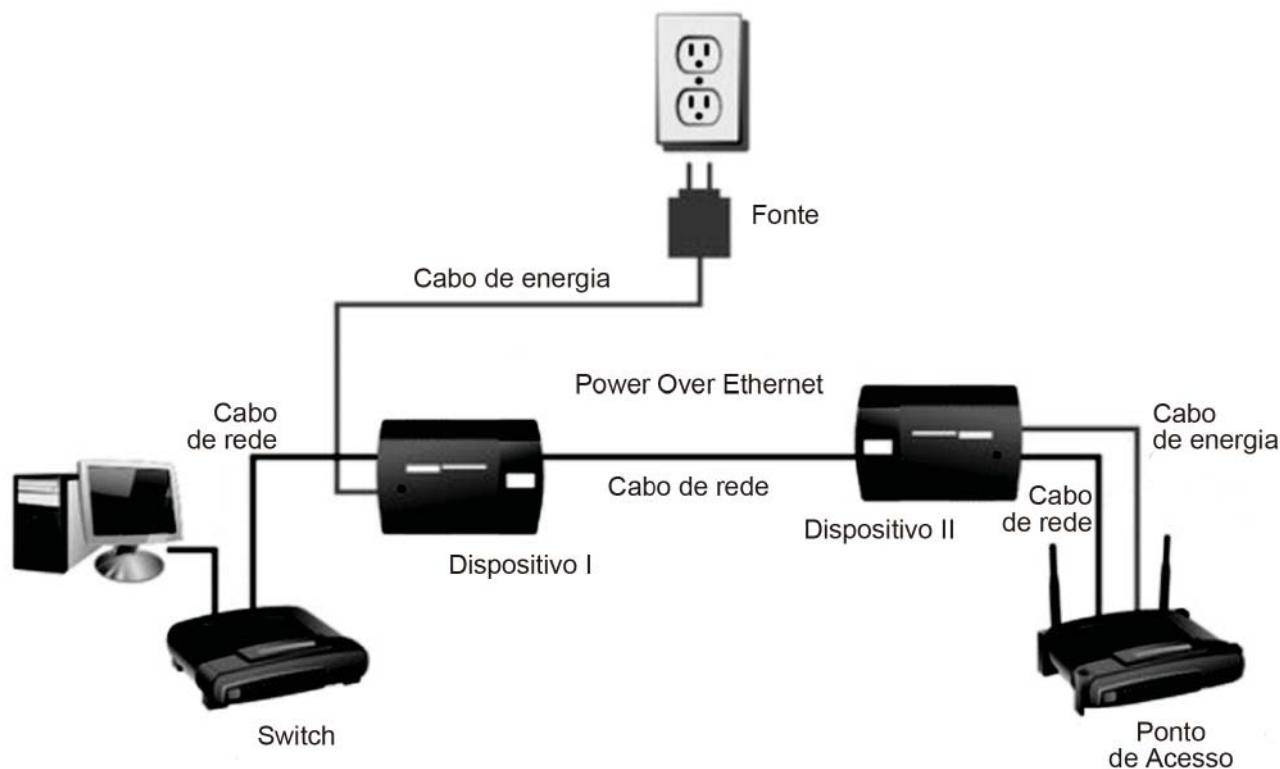 Fonte
Cabo de energia
Power Over Ethernet
Cabo
de rede
Cabo
de energia
Cabo de rede
Cabo
de rede
Dispositivo II
Dispositivo I
Switch
Ponto
de Acesso